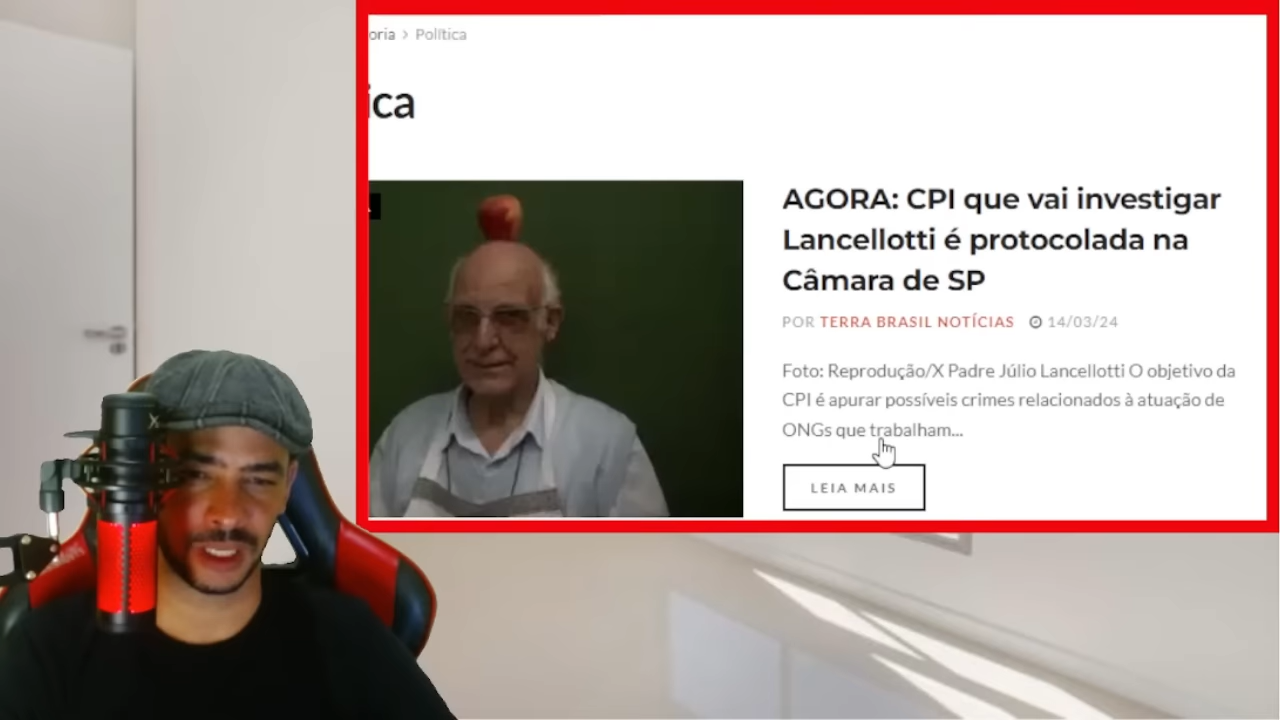 oria > Política
ica
AGORA: CPI que vai investigar
Lancellotti é protocolada na
Câmara de SP
POR TERRA BRASIL NOTÍCIAS 14/03/24
Foto: Reprodução/X Padre Júlio Lancellotti O objetivo da
CPI é apurar possíveis crimes relacionados à atuação de
ONGs que trabalham...
LEIA MAIS